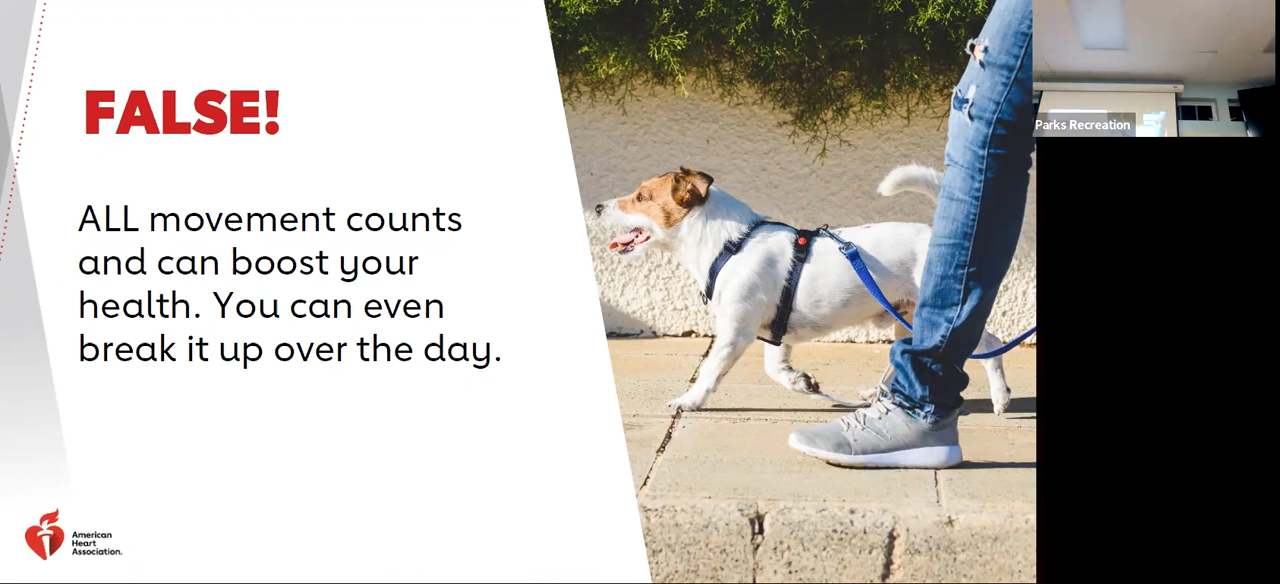 FALSE!
ALL movement counts
and can boost your
health. You can even
break it up over the day.
American
Heart
Association.
Parks Recreation